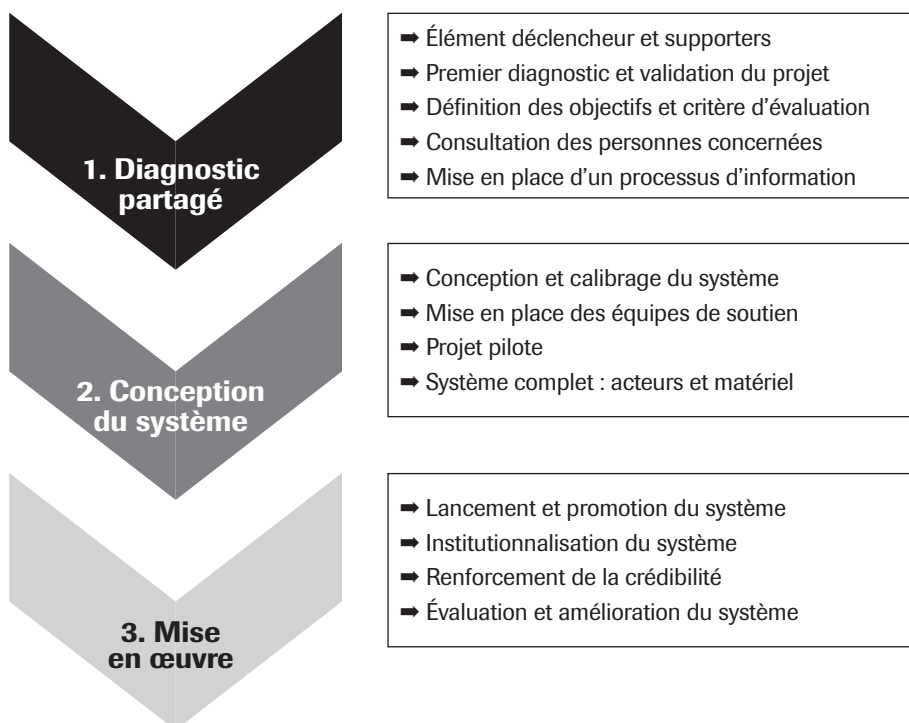 1. Diagnostic
partagé
➡ Élément déclencheur et supporters
➡ Premier diagnostic et validation du projet
➡ Définition des objectifs et critère d’évaluation
➡ Consultation des personnes concernées
➡ Mise en place d’un processus d’information
2. Conception
du système
➡ Conception et calibrage du système
➡ Mise en place des équipes de soutien
➡ Projet pilote
➡ Système complet : acteurs et matériel
3. Mise
en œuvre
➡ Lancement et promotion du système
➡ Institutionnalisation du système
➡ Renforcement de la crédibilité
➡ Évaluation et amélioration du système